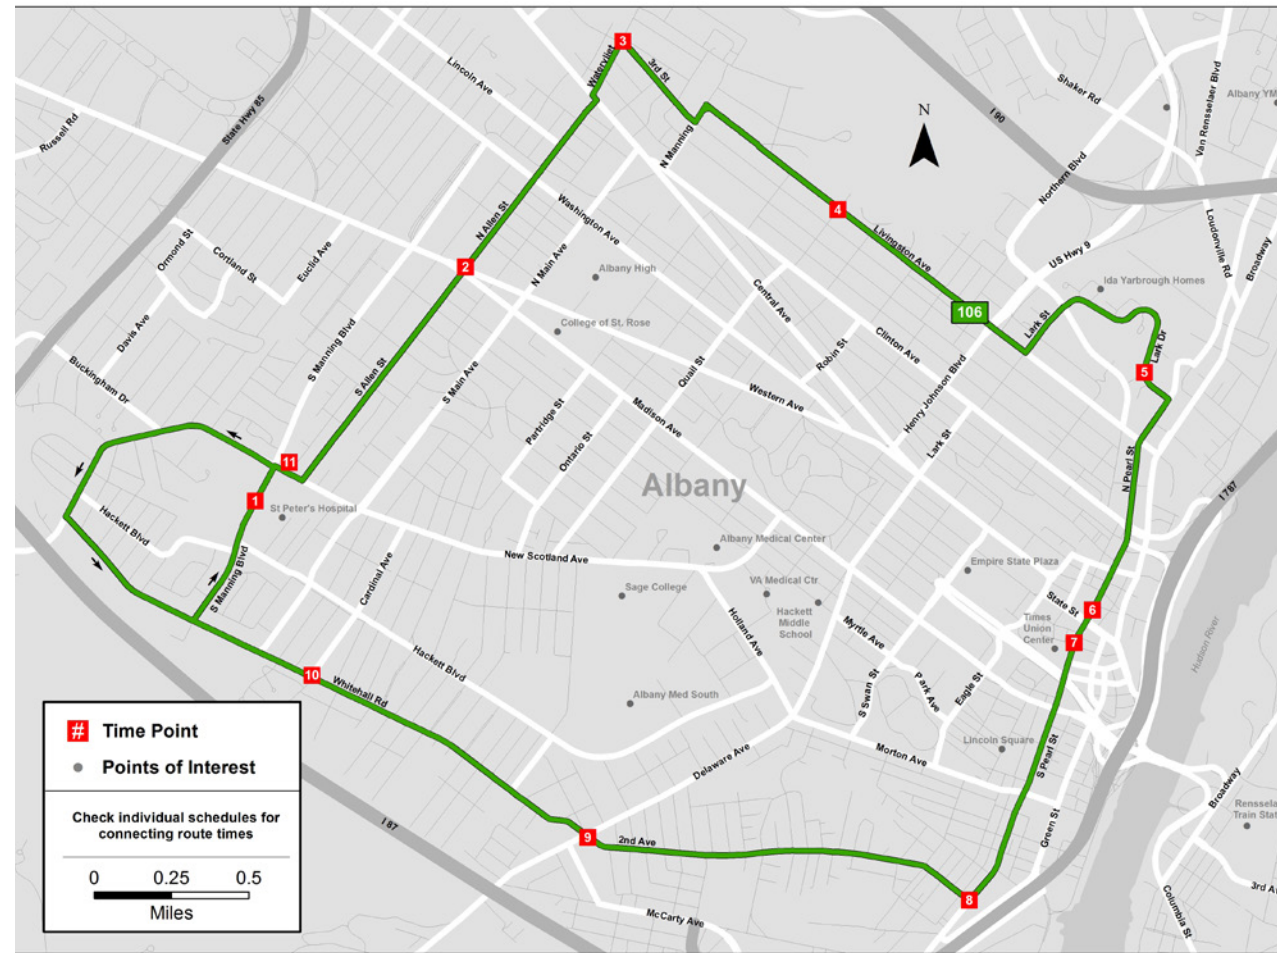 3
Watervliet
3rd St
Lincoln Ave
Shaker Rd
Van Rensselaer Blvd
Albany YM
I 90
N
State Hwy 85
Russell Rd
N Manning
Northern Blvd
Washington Ave
N Allen St
4
Livingston Ave
Loudonville Rd
Broadway
US Hwy 9
Ormond St
Cortland St
Euclid Ave
2
N Main Ave
Albany High
Ida Yarbrough Homes
Central Ave
106
Lark St
Davis Ave
College of St. Rose
Robin St
Clinton Ave
Lark Dr
5
S Manning Blvd
S Allen St
S Main Ave
Quail St
Henry Johnson Blvd
Buckingham Dr
Western Ave
Madison Ave
Partridge St
Ontario St
Lark St
11
1
St Peter's Hospital
Albany
N Pearl St
I 787
Hackett Blvd
New Scotland Ave
Albany Medical Center
Empire State Plaza
S Manning Blvd
Cardinal Ave
Sage College
VA Medical Ctr
Hackett
Middle
School
State St
6
Times
Union
Center
7
Holland Ave
Myrtle Ave
Hudson River
Hackett Blvd
10
Whitehall Rd
Albany Med South
S Swan St
Park Ave
Eagle St
Lincoln Square
Delaware Ave
Morton Ave
S Pearl St
Green St
Broadway
Rensselae
Train Stat
I 87
9
2nd Ave
8
McCarty Ave
3rd A
Columbia St
# Time Point
Points of Interest
Check individual schedules for
connecting route times
0 0.25 0.5
Miles